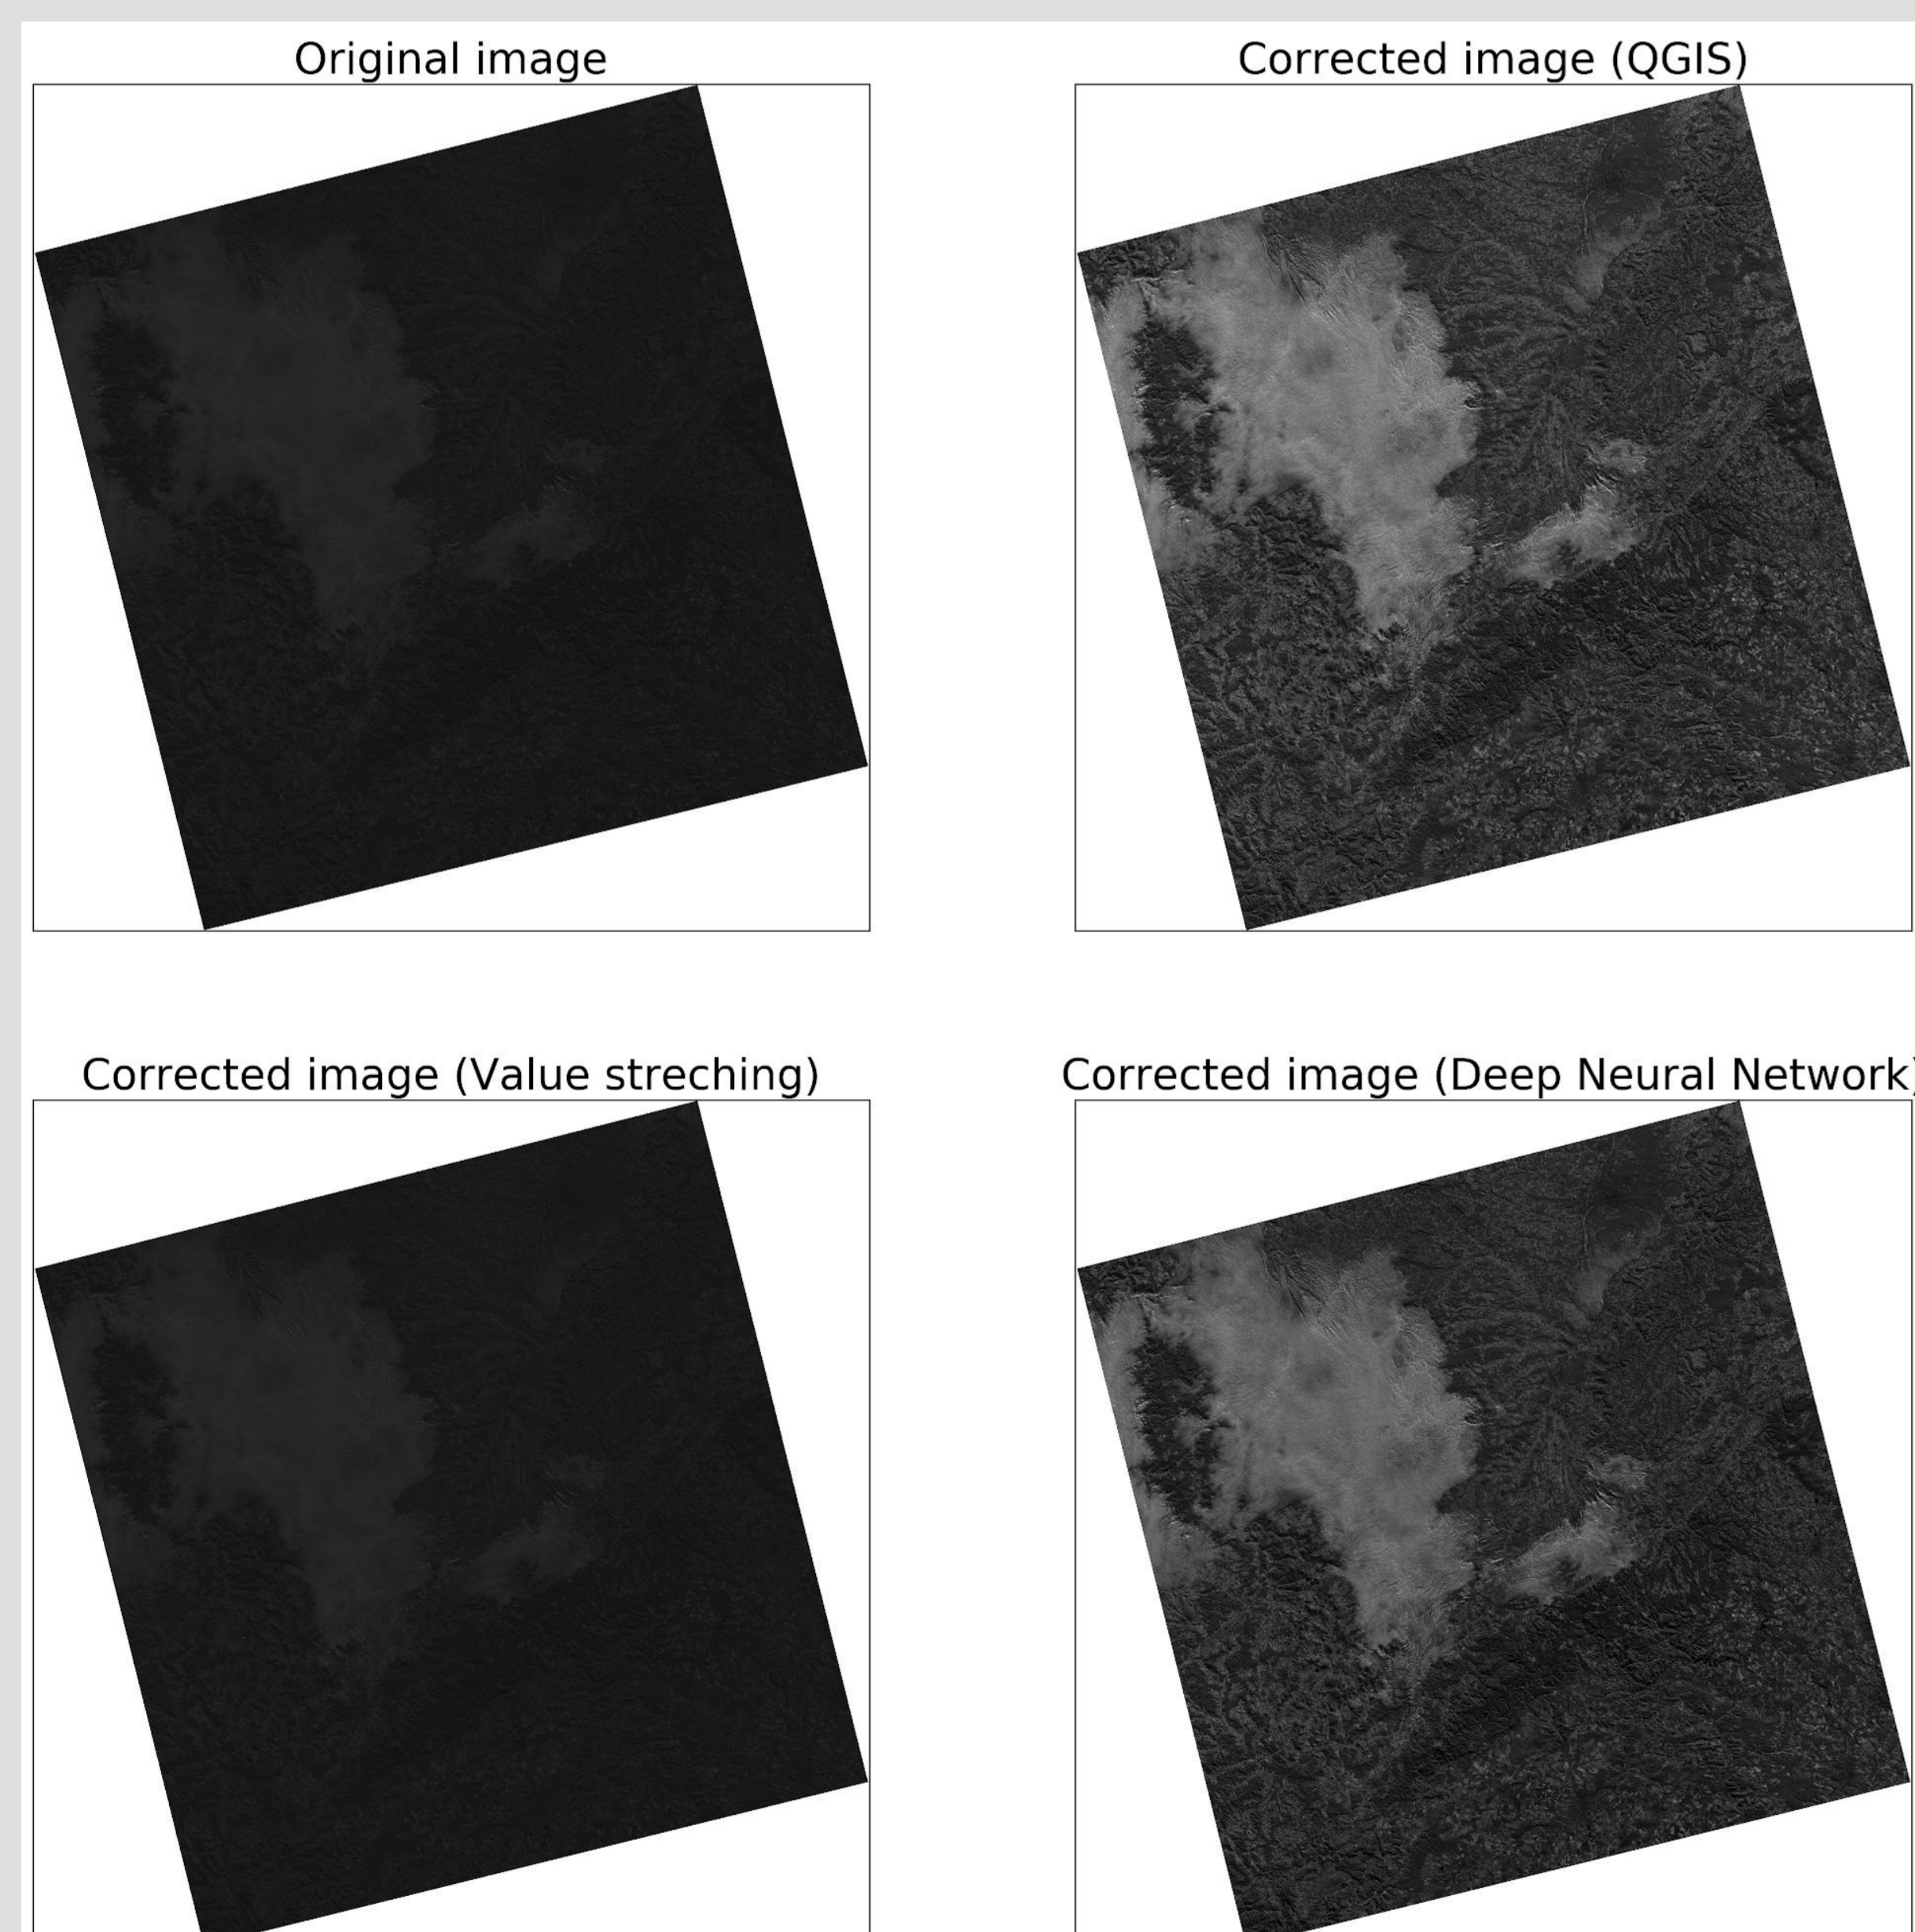 Original image
Corrected image (QGIS)
Corrected image (Value streching)
Corrected image (Deep Neural Network)